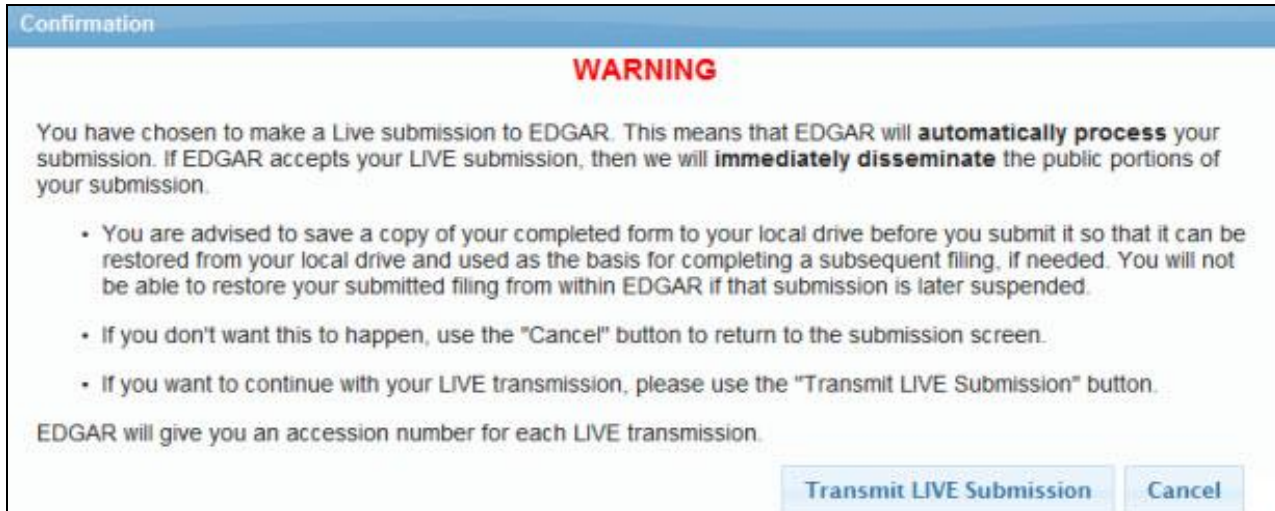 Confirmation
WARNING
You have chosen to make a Live submission to EDGAR. This means that EDGAR will automatically process your
submission. If EDGAR accepts your LIVE submission, then we will immediately disseminate the public portions of
your submission.
• You are advised to save a copy of your completed form to your local drive before you submit it so that it can be
restored from your local drive and used as the basis for completing a subsequent filing, if needed. You will not
be able to restore your submitted filing from within EDGAR if that submission is later suspended.
• If you don't want this to happen, use the "Cancel" button to return to the submission screen.
• If you want to continue with your LIVE transmission, please use the "Transmit LIVE Submission" button.
EDGAR will give you an accession number for each LIVE transmission.
Transmit LIVE Submission Cancel